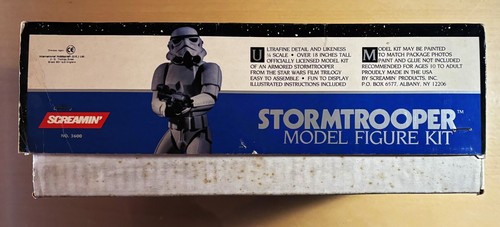 ULTRAFINE DETAIL AND LIKENESS
¼ SCALE • OVER 18 INCHES TALL
OFFICIALLY LICENSED MODEL KIT
OF AN ARMORED STORMTROOPER
FROM THE STAR WARS FILM TRILOGY
EASY TO ASSEMBLE • FUN TO DISPLAY
ILLUSTRATED INSTRUCTIONS INCLUDED
MODEL KIT MAY BE PAINTED
TO MATCH PACKAGE PHOTOS
PAINT AND GLUE NOT INCLUDED
RECOMMENDED FOR AGES 10 TO ADULT
PROUDLY MADE IN THE USA
BY SCREAMIN' PRODUCTS, INC.
P.O. BOX 6577, ALBANY, NY 12206
SCREAMIN'
NO. 3600
STORMTROOPER™
MODEL FIGURE KIT